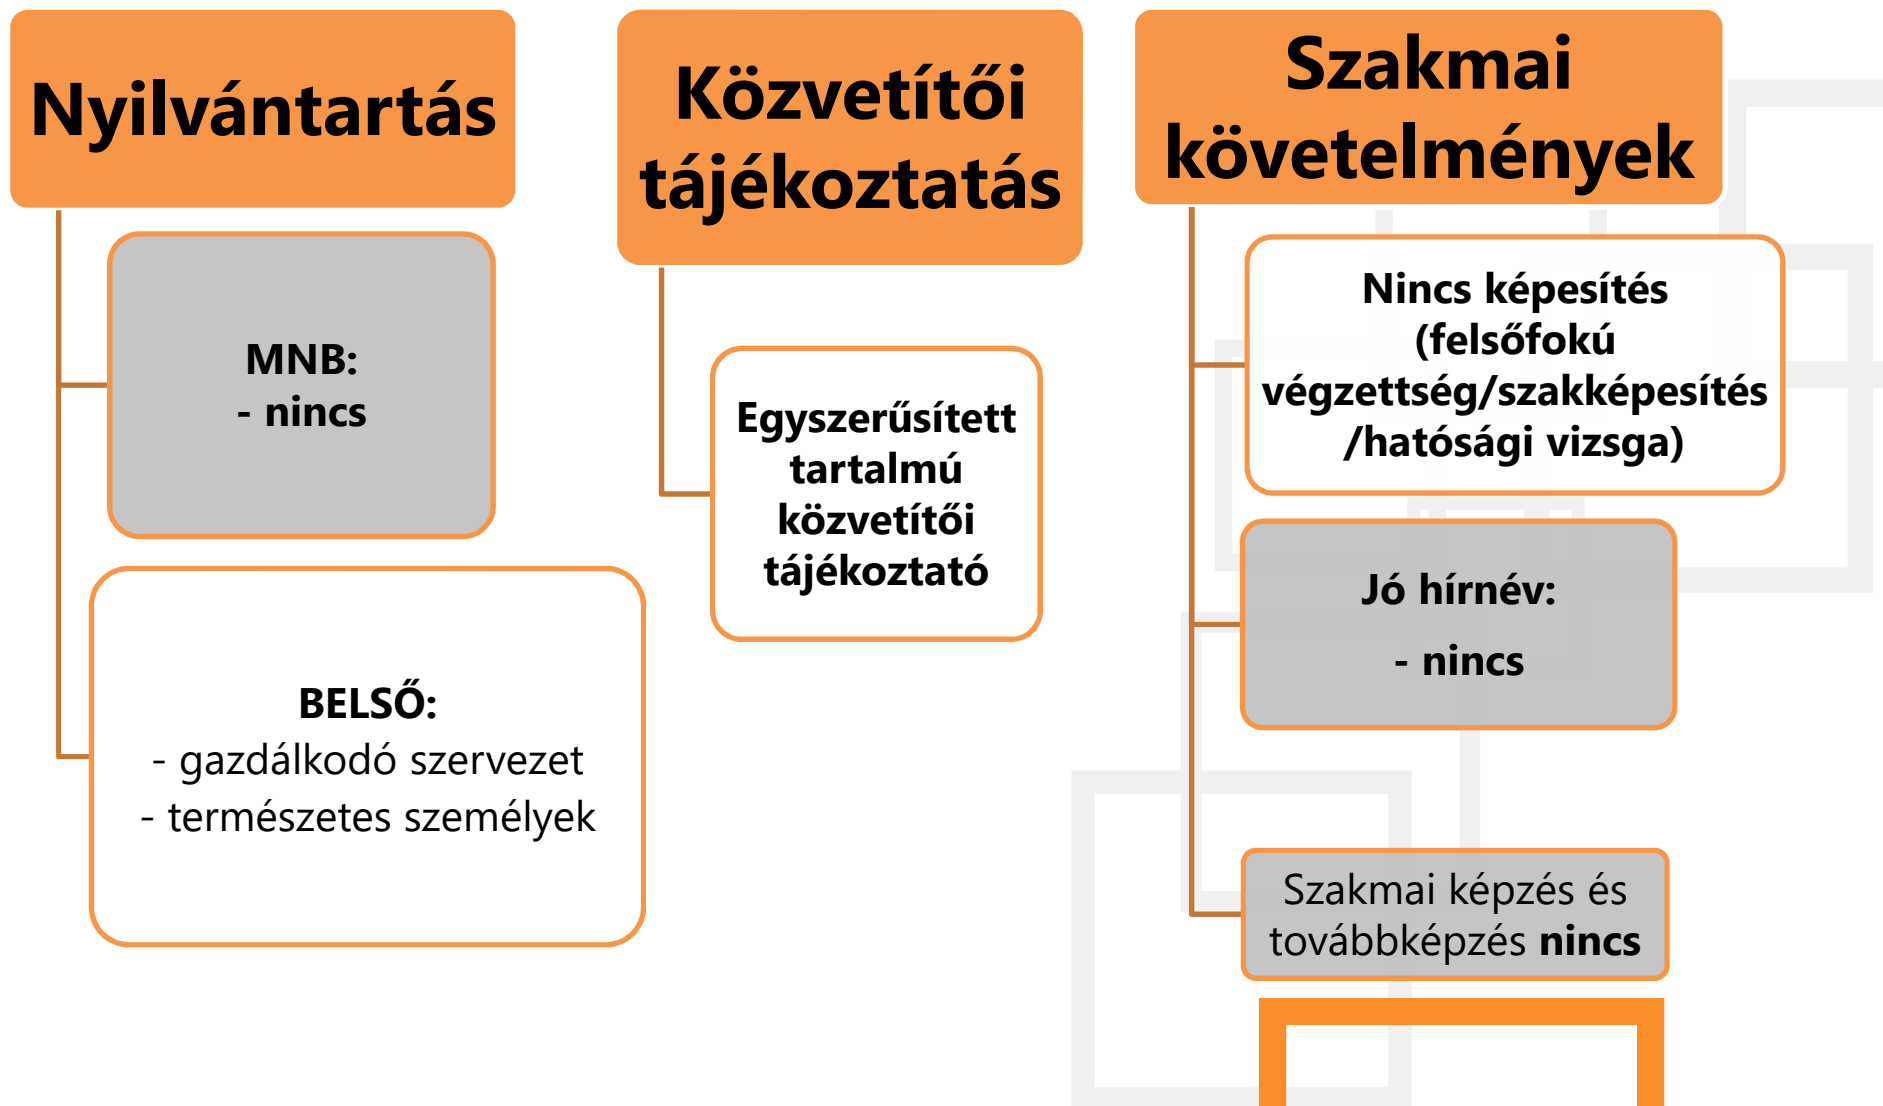 Nyilvántartás
MNB:
- nincs
BELSŐ:
- gazdálkodó szervezet
- természetes személyek
Közvetítői
tájékoztatás
Egyszerűsített
tartalmú
közvetítői
tájékoztató
Szakmai
követelmények
Nincs képesítés
(felsőfokú
végzettség/szakképesítés
/hatósági vizsga)
Jó hírnév:
- nincs
Szakmai képzés és
továbbképzés nincs